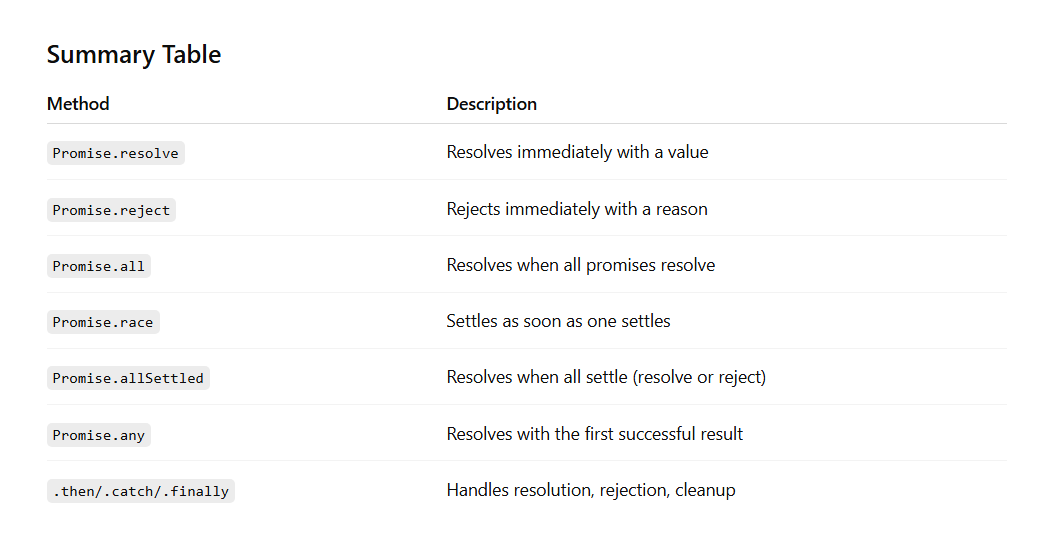 Summary Table
Method Description
Promise.resolve Resolves immediately with a value
Promise.reject Rejects immediately with a reason
Promise.all Resolves when all promises resolve
Promise.race Settles as soon as one settles
Promise.allSettled Resolves when all settle (resolve or reject)
Promise.any Resolves with the first successful result
.then/.catch/.finally Handles resolution, rejection, cleanup